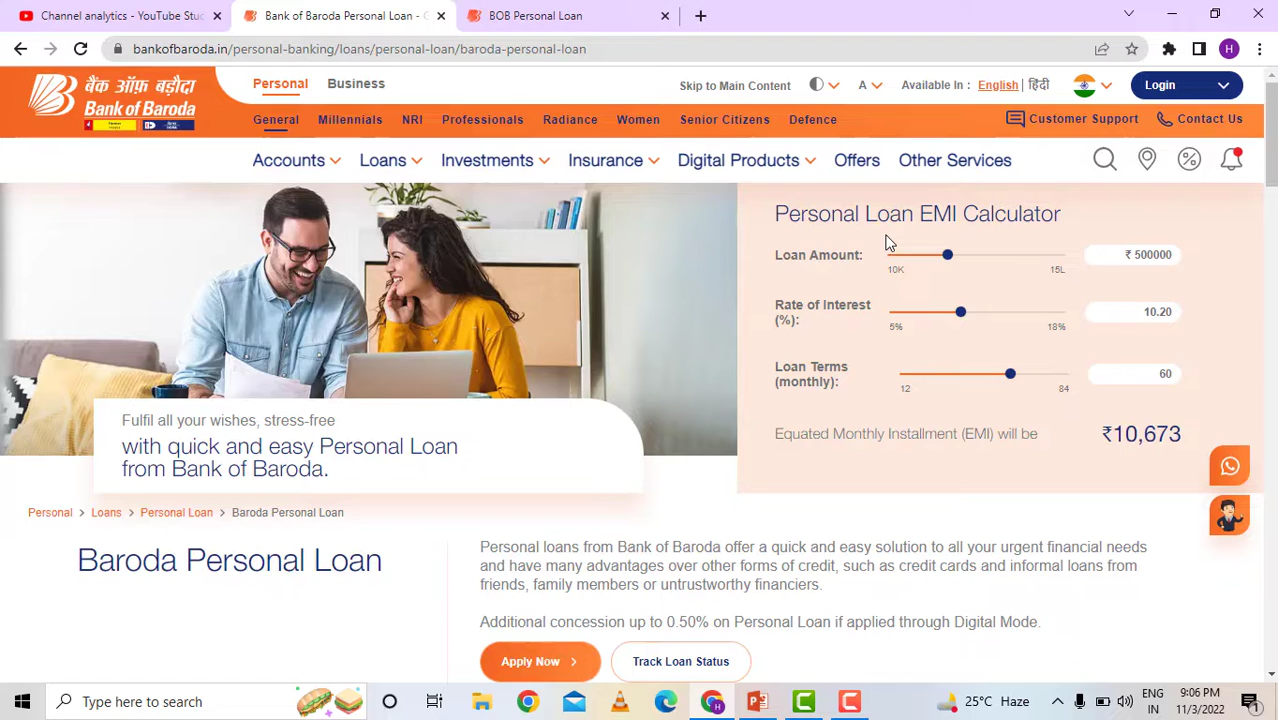 Channel analytics - YouTube Stud
Bank of Baroda Personal Loan - G
BOB Personal Loan
H
bankofbaroda.in/personal-banking/loans/personal-loan/baroda-personal-loan
बैंक ऑफ़ बड़ौदा
Bank of Baroda
Personal Business
Skip to Main Content
A
Available In : English | हिंदी
Login
General Millennials NRI Professionals Radiance Women Senior Citizens Defence
Customer Support Contact Us
Accounts Loans Investments Insurance Digital Products Offers Other Services
Personal Loan EMI Calculator
Loan Amount: ₹ 500000
10K 15L
Rate of Interest
(%): 10.20
5% 18%
Loan Terms
(monthly): 60
12 84
Equated Monthly Installment (EMI) will be ₹10,673
Fulfil all your wishes, stress-free
with quick and easy Personal Loan
from Bank of Baroda.
Personal > Loans > Personal Loan > Baroda Personal Loan
Baroda Personal Loan
Personal loans from Bank of Baroda offer a quick and easy solution to all your urgent financial needs
and have many advantages over other forms of credit, such as credit cards and informal loans from
friends, family members or untrustworthy financiers.
Additional concession up to 0.50% on Personal Loan if applied through Digital Mode.
Apply Now >
Track Loan Status
Type here to search
25°C Haze
ENG
IN
9:06 PM
11/3/2022
1